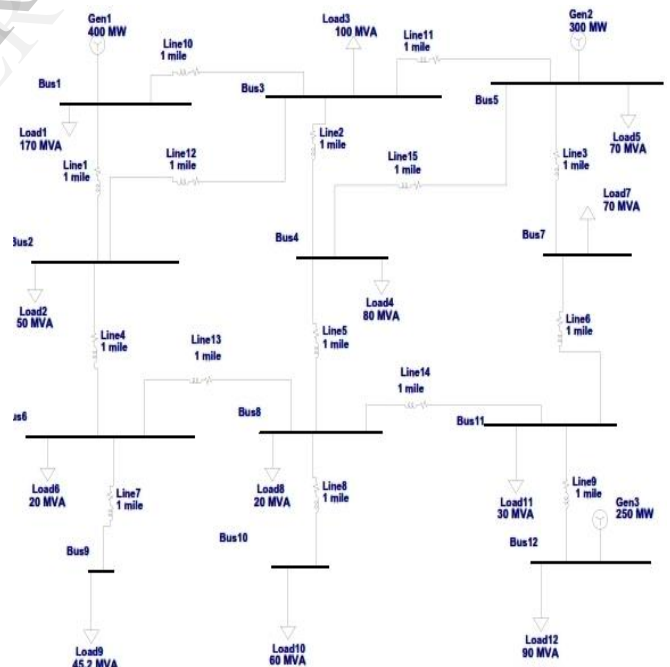 Gen1
400 MW
Line10
1 mile
Load3
100 MVA
Line11
1 mile
Gen2
300 MW
Bus1
Bus3
Bus5
Load1
170 MVA
Line1
1 mile
Line12
1 mile
Line2
1 mile
Line15
1 mile
Line3
1 mile
Load5
70 MVA
Load7
70 MVA
Bus2
Bus4
Bus7
Load2
50 MVA
Load4
80 MVA
Line4
1 mile
Line13
1 mile
Line5
1 mile
Line6
1 mile
Line14
1 mile
us6
Bus8
Bus11
Load6
20 MVA
Line7
1 mile
Load8
20 MVA
Line8
1 mile
Load11
30 MVA
Line9
1 mile
Gen3
250 MW
Bus9
Bus10
Bus12
Load9
45.2 MVA
Load10
60 MVA
Load12
90 MVA